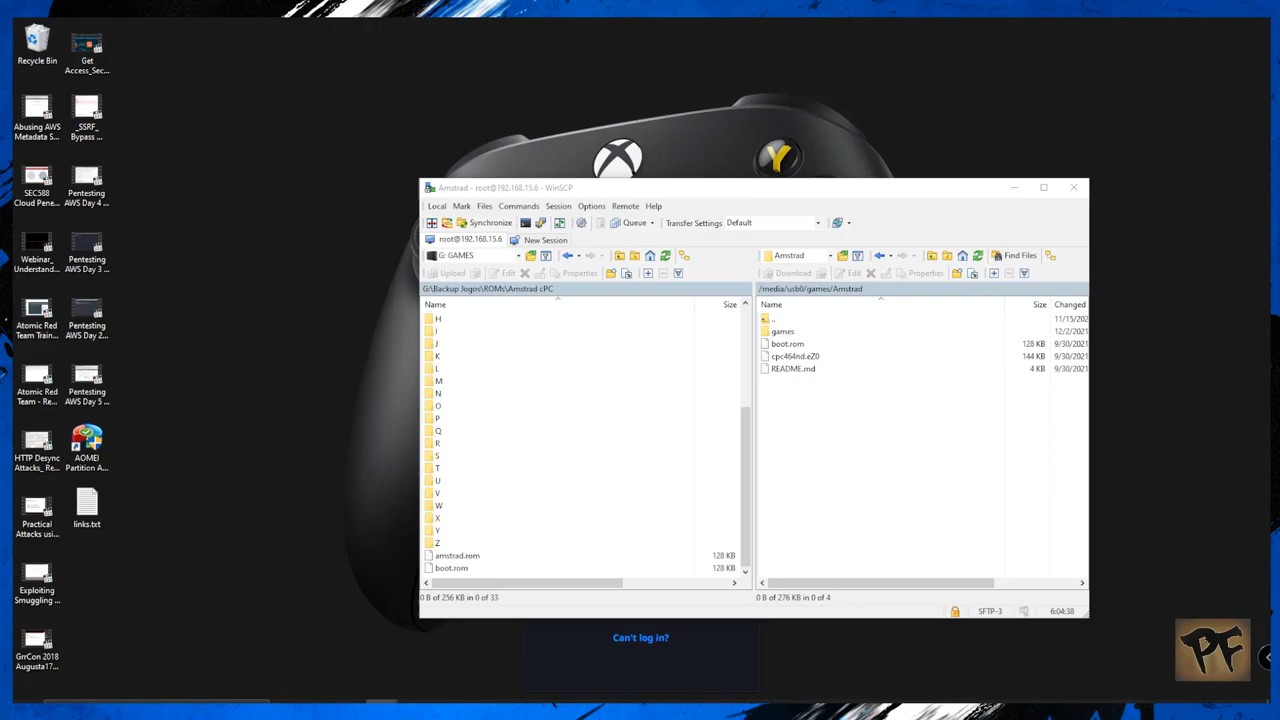 Recycle Bin
Get
Access_Sec...
Abusing AWS
Metadata S...
_SSRF_
Bypass ...
SEC588
Cloud Pene...
Pentesting
AWS Day 4 ...
Webinar_
Understand...
Pentesting
AWS Day 3 ...
Atomic Red
Team Train...
Pentesting
AWS Day 2...
Atomic Red
Team - Re...
Pentesting
AWS Day 5 ...
HTTP Desync
Attacks_ Re...
AOMEI
Partition A...
Practical
Attacks usi...
links.txt
Exploiting
Smuggling ...
GrrCon 2018
Augusta17...
Y
Amstrad - root@192.168.15.6 - WinSCP
Local Mark Files Commands Session Options Remote Help
Synchronize Queue Transfer Settings Default
root@192.168.15.6 New Session
G: GAMES
Amstrad Find Files
Upload Edit Properties
Download Edit Properties
G:\Backup Jogos\ROMs\Amstrad cPC
Name Size
H
I
J
K
L
M
N
O
P
Q
R
S
T
U
V
W
X
Y
Z
amstrad.rom 128 KB
boot.rom 128 KB
0 B of 256 KB in 0 of 33
/media/usb0/games/Amstrad
Name Size Changed
.. 11/15/202
games 12/2/2021
boot.rom 128 KB 9/30/2021
cpc464nd.eZ0 144 KB 9/30/2021
README.md 4 KB 9/30/2021
0 B of 276 KB in 0 of 4
SFTP-3 6:04:38
Can't log in?
PF